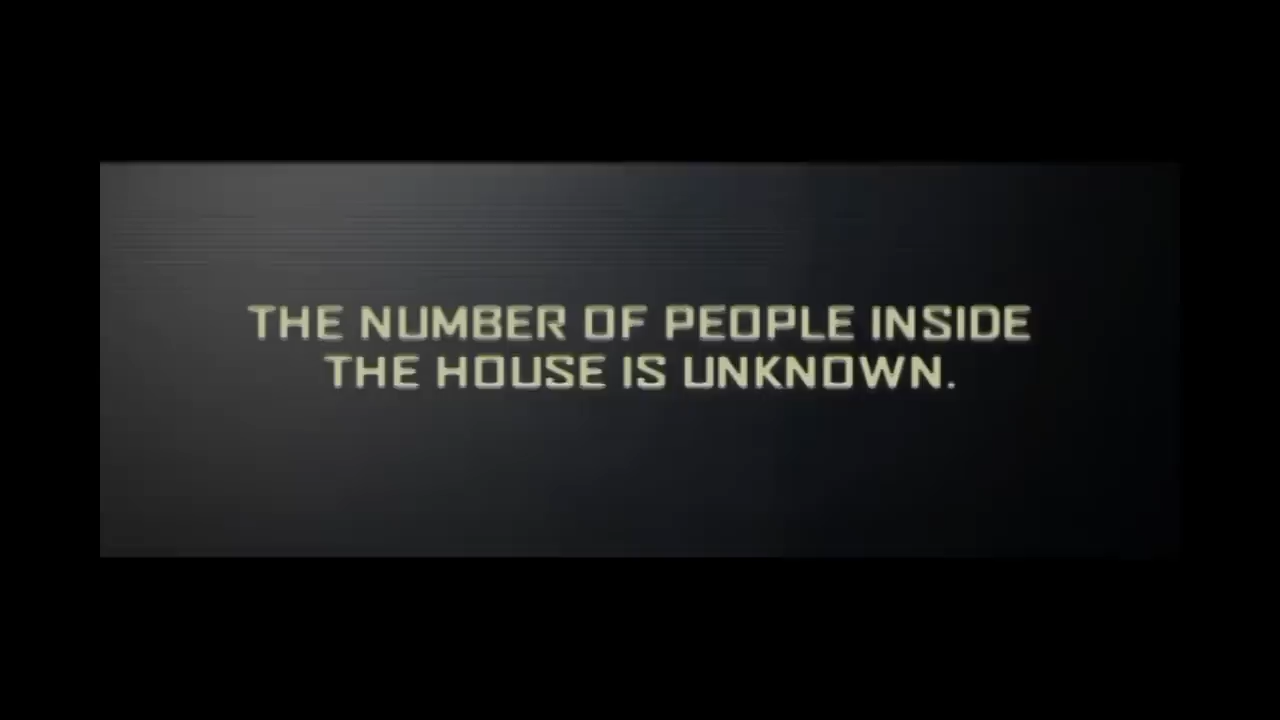 THE NUMBER OF PEOPLE INSIDE
THE HOUSE IS UNKNOWN.